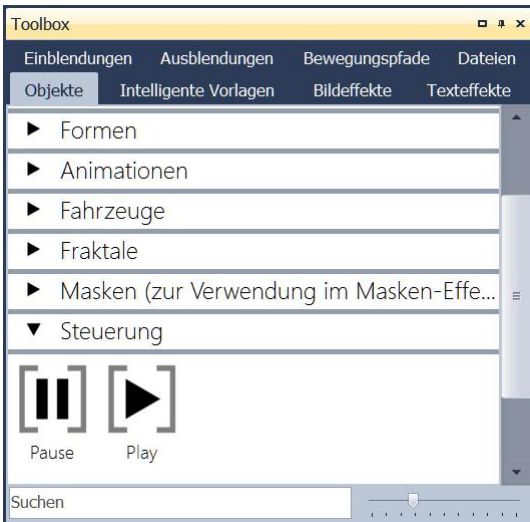 Toolbox
Einblendungen Ausblendungen Bewegungspfade Dateien
Objekte Intelligente Vorlagen Bildeffekte Texteffekte
Formen
Animationen
Fahrzeuge
Fraktale
Masken (zur Verwendung im Masken-Effe...
Steuerung
Pause Play
Suchen